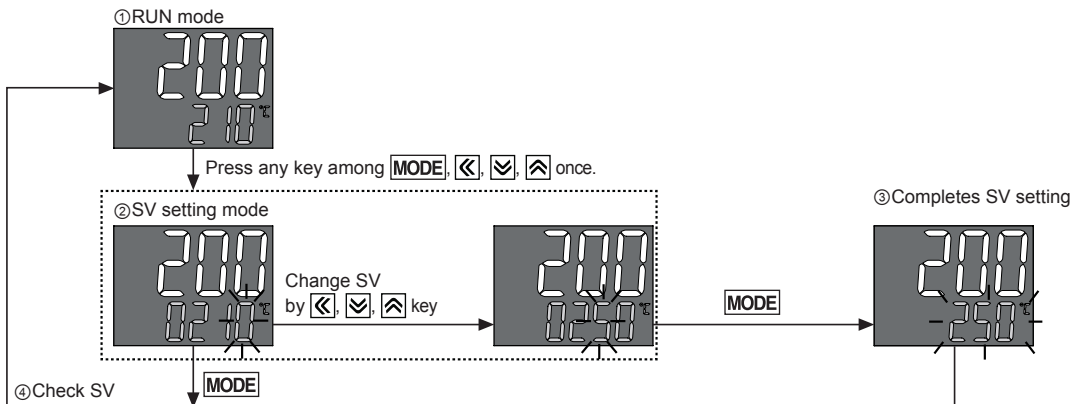 ①RUN mode
200
210 °C
Press any key among MODE, «, , once.
②SV setting mode
200
0210 °C
Change SV
by «, , key
200
0250 °C
MODE
③Completes SV setting
200
250 °C
MODE
④Check SV